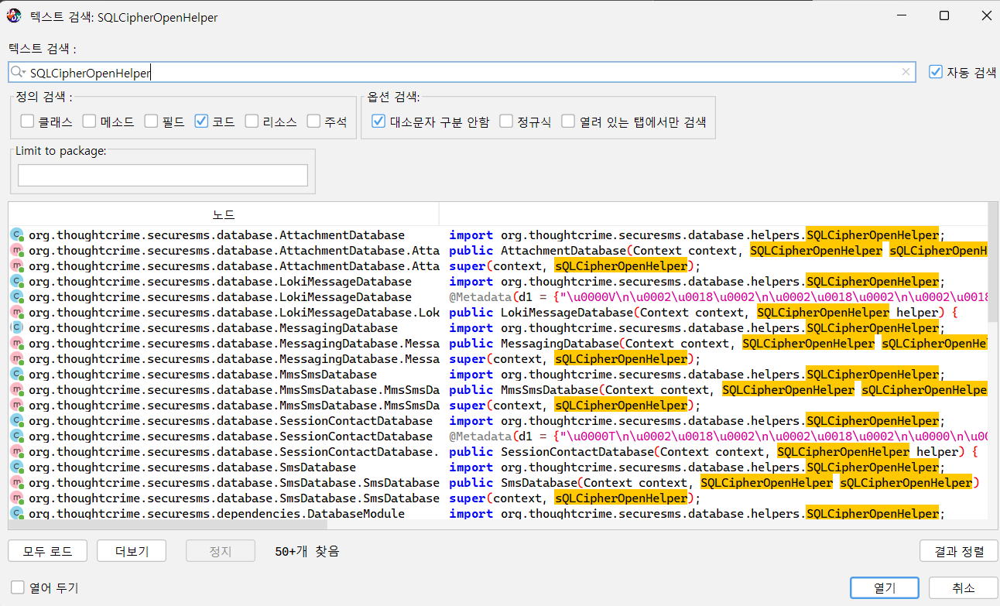 텍스트 검색: SQLCipherOpenHelper
텍스트 검색 :
SQLCipherOpenHelper
자동 검색
정의 검색 :
옵션 검색:
클래스 메소드 필드 코드 리소스 주석
대소문자 구분 안함 정규식 열려 있는 탭에서만 검색
Limit to package:
노드
org.thoughtcrime.securesms.database.AttachmentDatabase import org.thoughtcrime.securesms.database.helpers.SQLCipherOpenHelper;
org.thoughtcrime.securesms.database.AttachmentDatabase.Atta public AttachmentDatabase(Context context, SQLCipherOpenHelper sQLCipherOpenH
org.thoughtcrime.securesms.database.AttachmentDatabase.Atta super(context, sQLCipherOpenHelper);
org.thoughtcrime.securesms.database.LokiMessageDatabase import org.thoughtcrime.securesms.database.helpers.SQLCipherOpenHelper;
org.thoughtcrime.securesms.database.LokiMessageDatabase @Metadata(d1 = {"\u0000V\n\u0002\u0018\u0002\n\u0002\u0018\u0002\n\u0002\u0018
org.thoughtcrime.securesms.database.LokiMessageDatabase.Lok public LokiMessageDatabase(Context context, SQLCipherOpenHelper helper) {
org.thoughtcrime.securesms.database.MessagingDatabase import org.thoughtcrime.securesms.database.helpers.SQLCipherOpenHelper;
org.thoughtcrime.securesms.database.MessagingDatabase.Messa public MessagingDatabase(Context context, SQLCipherOpenHelper sQLCipherOpenHe
org.thoughtcrime.securesms.database.MessagingDatabase.Messa super(context, sQLCipherOpenHelper);
org.thoughtcrime.securesms.database.MmsSmsDatabase import org.thoughtcrime.securesms.database.helpers.SQLCipherOpenHelper;
org.thoughtcrime.securesms.database.MmsSmsDatabase.MmsSmsDa public MmsSmsDatabase(Context context, SQLCipherOpenHelper sQLCipherOpenHelpe
org.thoughtcrime.securesms.database.MmsSmsDatabase.MmsSmsDa super(context, sQLCipherOpenHelper);
org.thoughtcrime.securesms.database.SessionContactDatabase import org.thoughtcrime.securesms.database.helpers.SQLCipherOpenHelper;
org.thoughtcrime.securesms.database.SessionContactDatabase @Metadata(d1 = {"\u0000T\n\u0002\u0018\u0002\n\u0002\u0018\u0002\n\u0000\n\u00
org.thoughtcrime.securesms.database.SessionContactDatabase. public SessionContactDatabase(Context context, SQLCipherOpenHelper helper) {
org.thoughtcrime.securesms.database.SmsDatabase import org.thoughtcrime.securesms.database.helpers.SQLCipherOpenHelper;
org.thoughtcrime.securesms.database.SmsDatabase.SmsDatabase public SmsDatabase(Context context, SQLCipherOpenHelper sQLCipherOpenHelper)
org.thoughtcrime.securesms.database.SmsDatabase.SmsDatabase super(context, sQLCipherOpenHelper);
org.thoughtcrime.securesms.dependencies.DatabaseModule import org.thoughtcrime.securesms.database.helpers.SQLCipherOpenHelper;
모두 로드 더보기 정지 50+개 찾음 결과 정렬
열어 두기 열기 취소